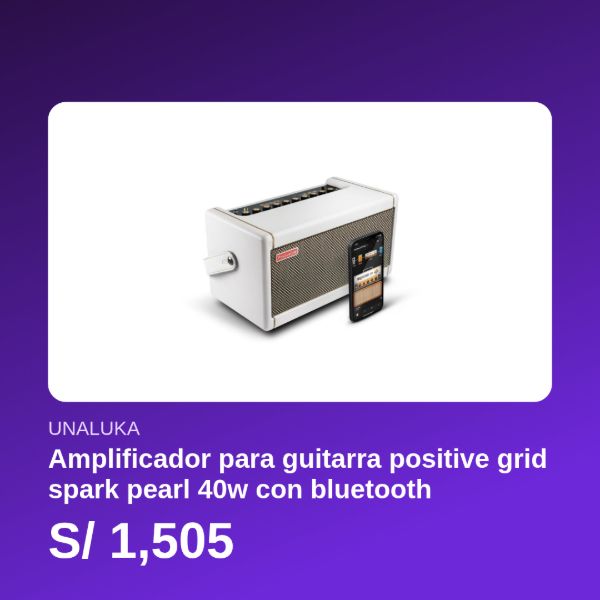 UNALUKA
Amplificador para guitarra positive grid
spark pearl 40w con bluetooth
S/ 1,505